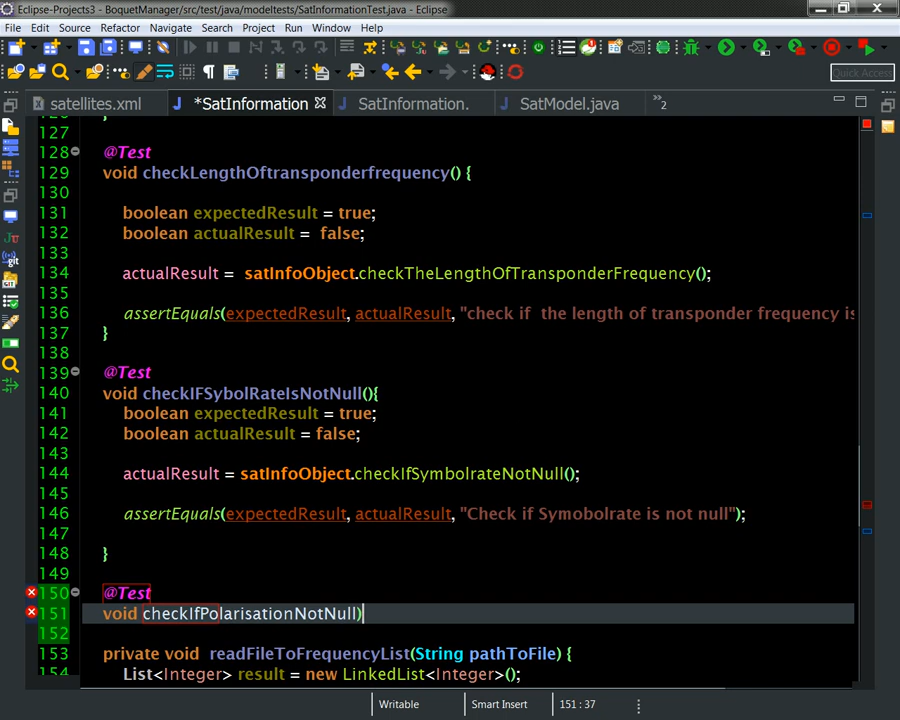 Eclipse-Projects3 - BoquetManager/src/test/java/modeltests/SatInformationTest.java - Eclipse
File Edit Source Refactor Navigate Search Project Run Window Help
Quick Access
satellites.xml *SatInformation SatInformation. SatModel.java »2
127
128 @Test
129 void checkLengthOftransponderfrequency() {
130
131 boolean expectedResult = true;
132 boolean actualResult =  false;
133
134 actualResult =  satInfoObject.checkTheLengthOfTransponderFrequency();
135
136 assertEquals(expectedResult, actualResult, "check if  the length of transponder frequency is
137 }
138
139 @Test
140 void checkIFSybolRateIsNotNull(){
141 boolean expectedResult = true;
142 boolean actualResult = false;
143
144 actualResult = satInfoObject.checkIfSymbolrateNotNull();
145
146 assertEquals(expectedResult, actualResult, "Check if Symobolrate is not null");
147
148 }
149
150 @Test
151 void checkIfPolarisationNotNull)
152
153 private void  readFileToFrequencyList(String pathToFile) {
154 List<Integer> result = new LinkedList<Integer>();
Writable Smart Insert 151 : 37